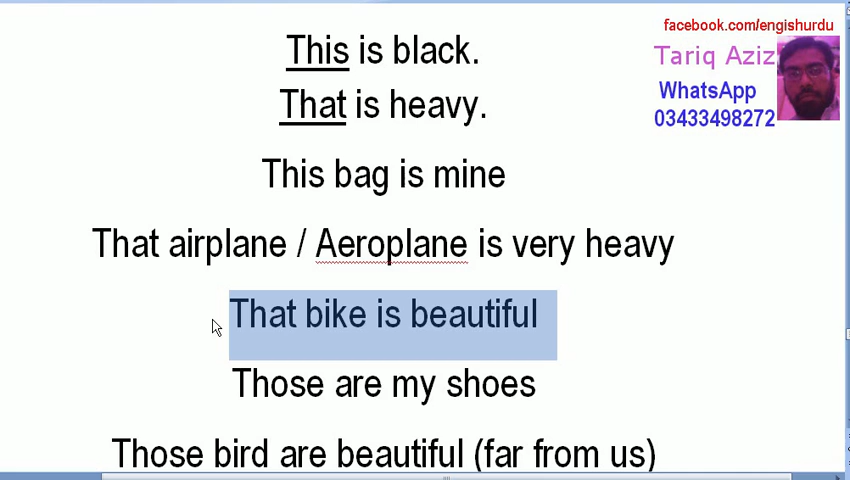 facebook.com/engishurdu
Tariq Aziz
WhatsApp
03433498272
This is black.
That is heavy.
This bag is mine
That airplane / Aeroplane is very heavy
That bike is beautiful
Those are my shoes
Those bird are beautiful (far from us)